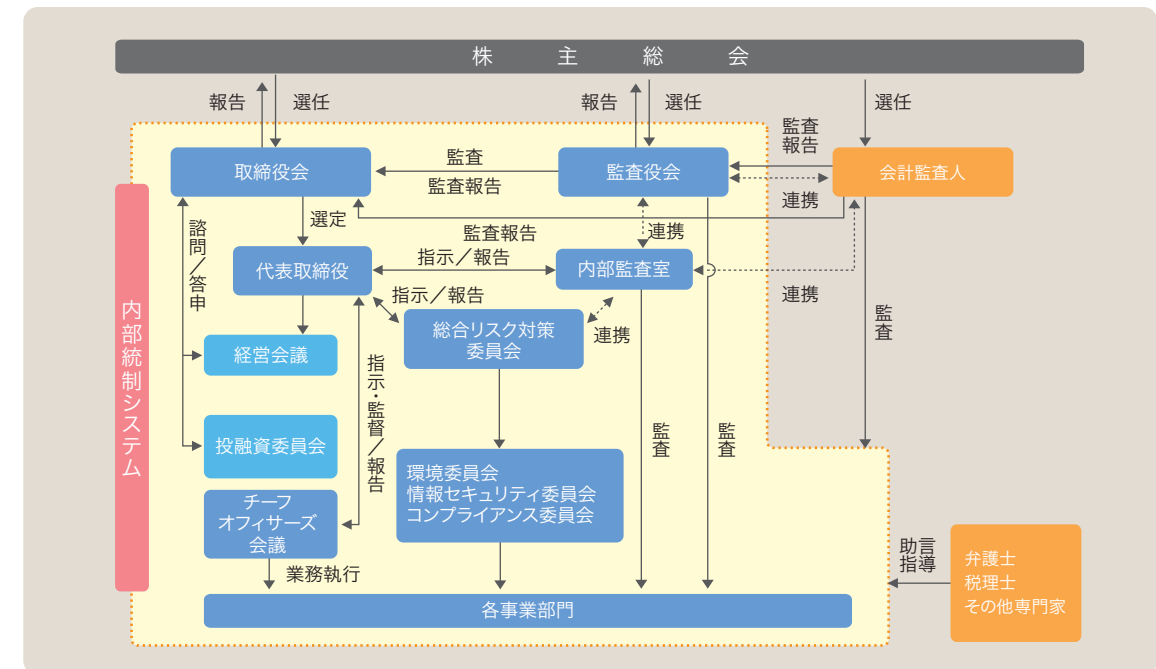 株主総会
報告
選任
報告
選任
選任
監査
報告
取締役会
監査
監査報告
監査役会
会計監査人
連携
諮問/答申
選定
監査報告
連携
代表取締役
指示/報告
内部監査室
連携
指示/報告
内部統制システム
総合リスク対策
委員会
連携
監査
経営会議
指示・監督/報告
投融資委員会
監査
監査
環境委員会
情報セキュリティ委員会
コンプライアンス委員会
チーフ
オフィサーズ
会議
業務執行
助言
指導
弁護士
税理士
その他専門家
各事業部門